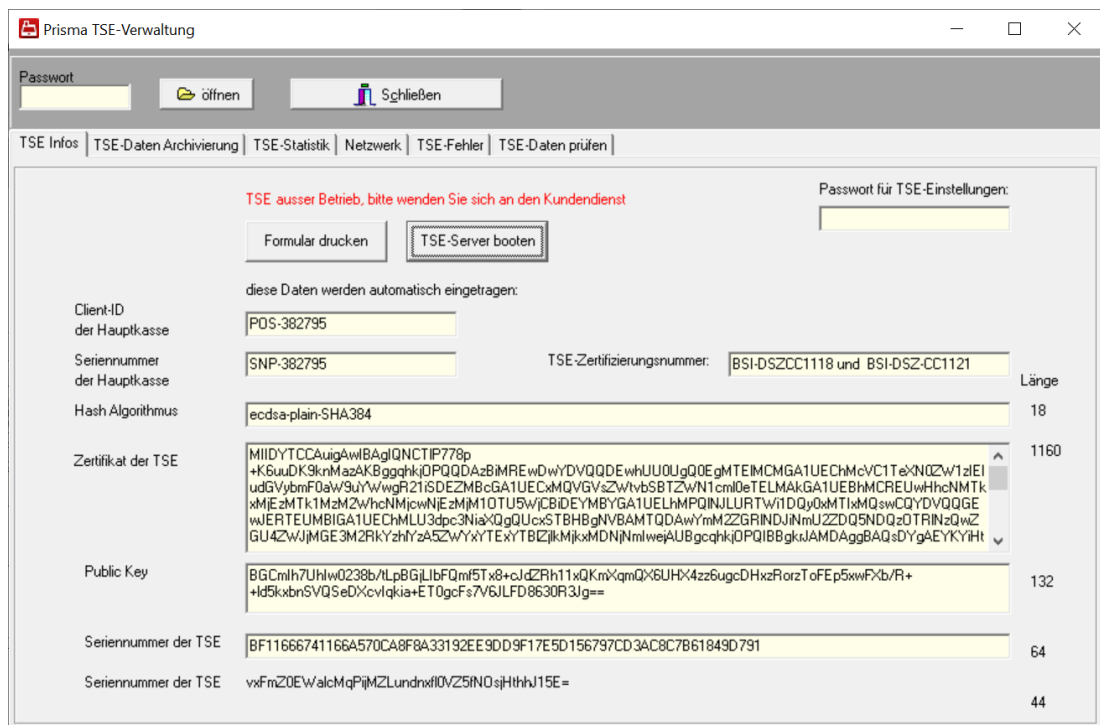 Prisma TSE-Verwaltung
Passwort
öffnen
Schließen
TSE Infos
TSE-Daten Archivierung
TSE-Statistik
Netzwerk
TSE-Fehler
TSE-Daten prüfen
TSE ausser Betrieb, bitte wenden Sie sich an den Kundendienst
Passwort für TSE-Einstellungen:
Formular drucken
TSE-Server booten
diese Daten werden automatisch eingetragen:
Client-ID
der Hauptkasse
POS-382795
Seriennummer
der Hauptkasse
SNP-382795
TSE-Zertifizierungsnummer:
BSI-DSZCC1118 und BSI-DSZ-CC1121
Länge
Hash Algorithmus
ecdsa-plain-SHA384
18
Zertifikat der TSE
1160
Public Key
132
Seriennummer der TSE
BF11666741166A570CA8F8A33192EE9DD9F17E5D156797CD3AC8C7B61849D791
64
Seriennummer der TSE
44